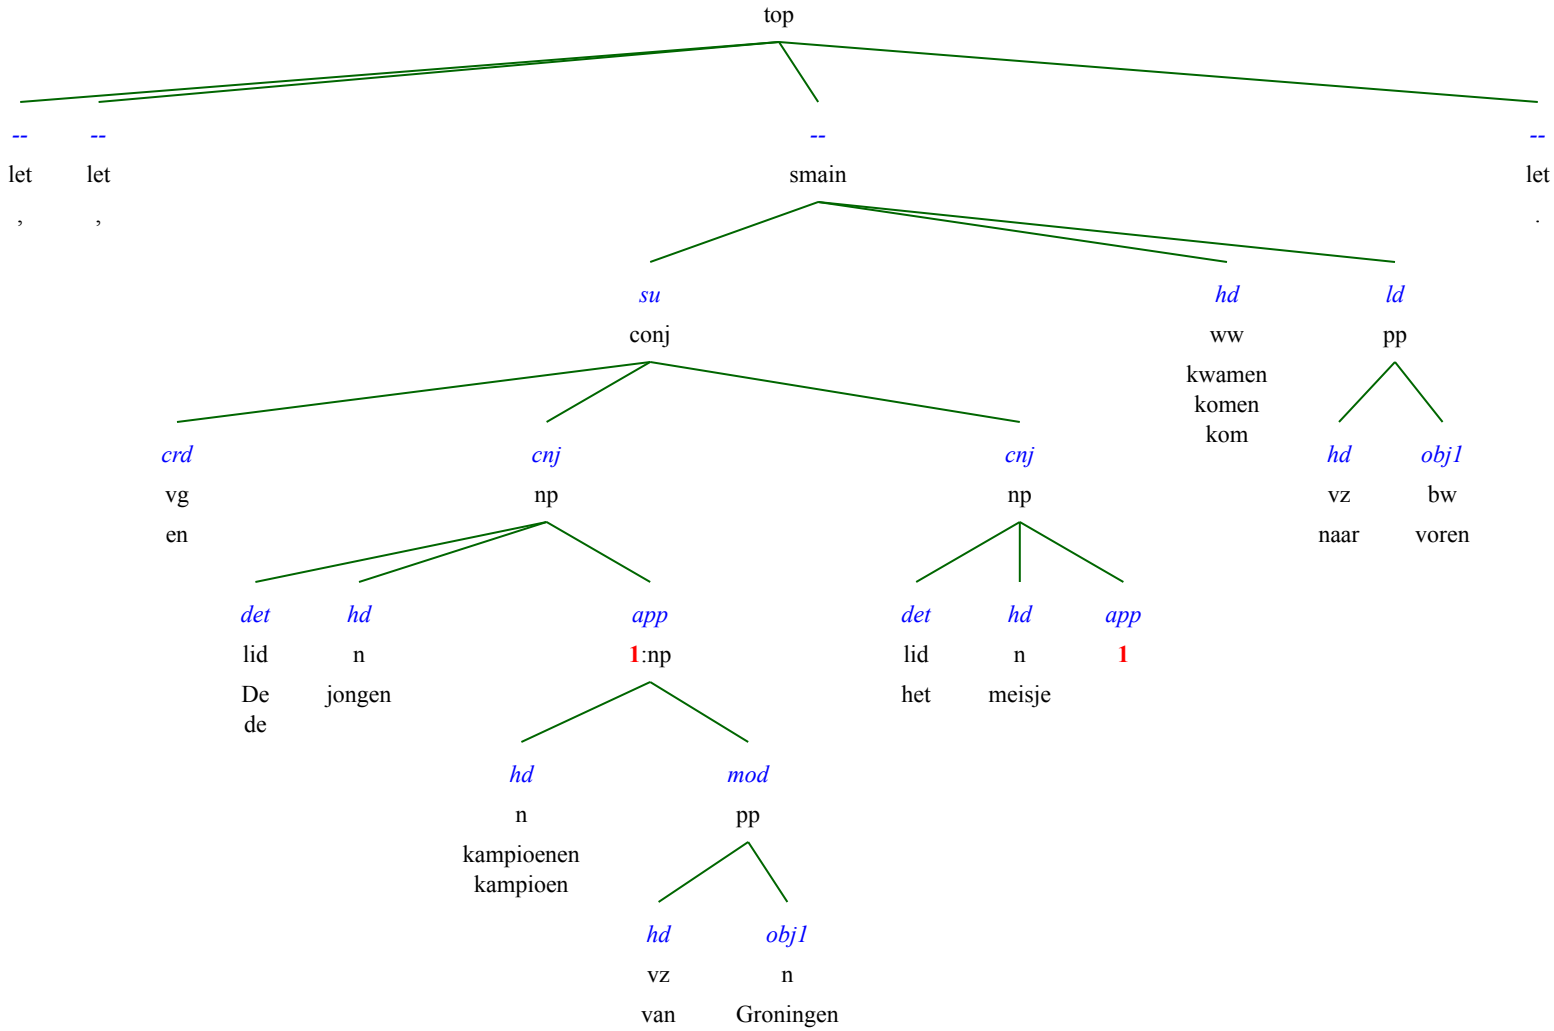 top
-- -- -- --
let let smain let
, , .
su hd ld
conj ww pp
kwamen
komen
kom
crd cnj cnj hd obj1
vg np np vz bw
en naar voren
det hd app det hd app
lid n 1:np lid n 1
De jongen het meisje
de
hd mod
n pp
kampioenen
kampioen
hd obj1
vz n
van Groningen